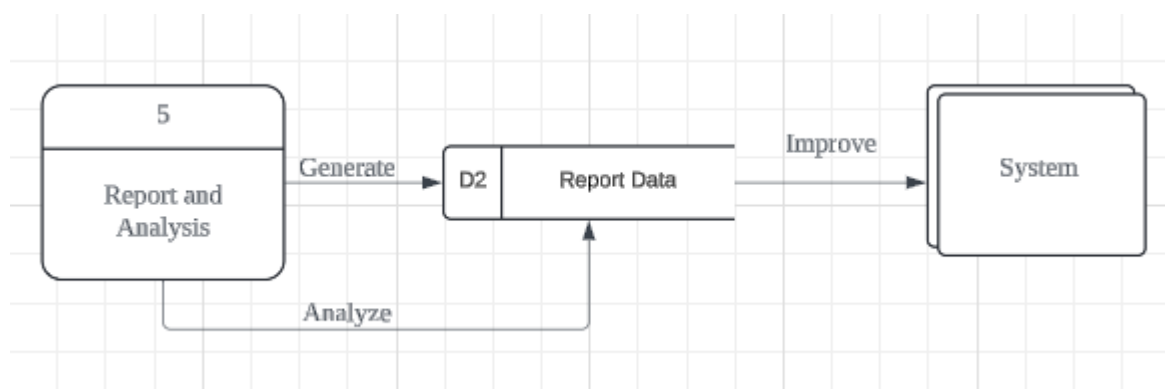 5
Report and
Analysis
Generate
D2
Report Data
Improve
System
Analyze